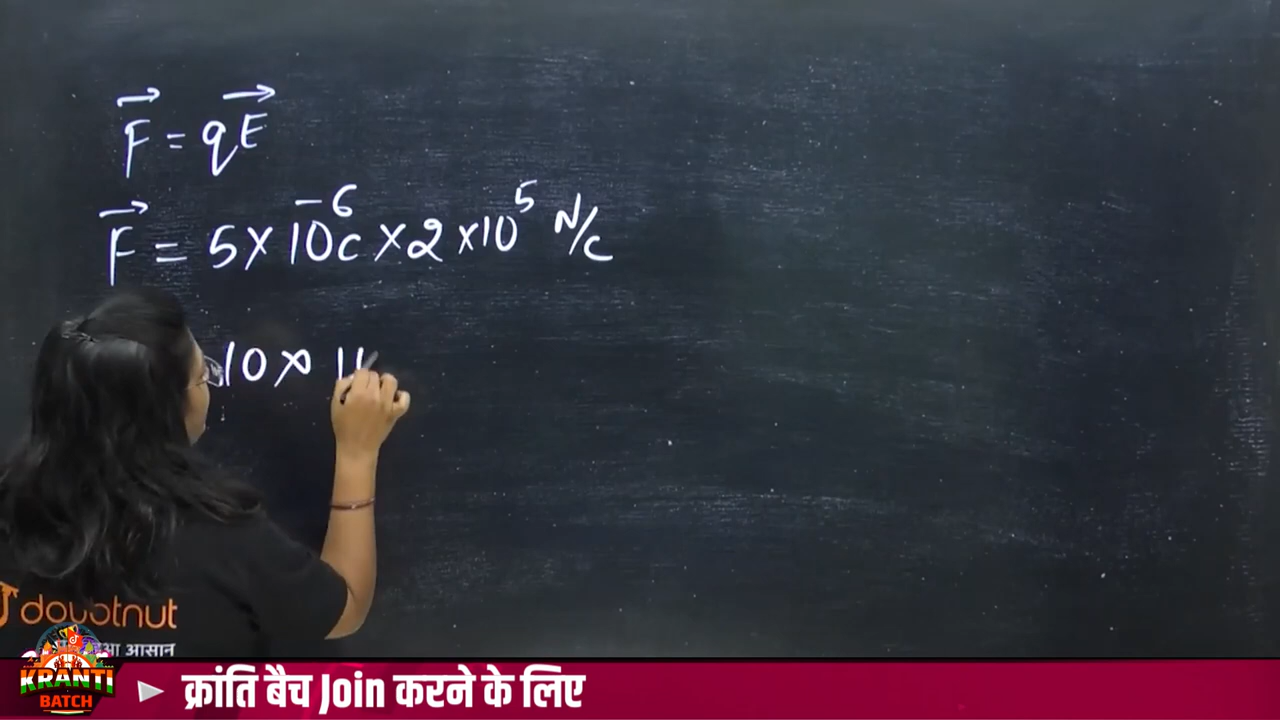 F = qE
F = 5 × 10⁻⁶c × 2 × 10⁵ N/c
10 ×
doubtnut
आसान
KRANTI
BATCH
क्रांति बैच Join करने के लिए